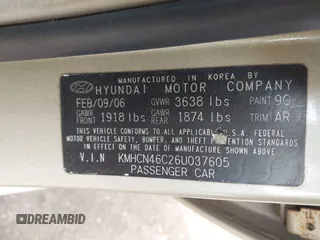 MANUFACTURED IN KOREA BY
HYUNDAI MOTOR COMPANY
FEB/09/06 GVWR 3638 lbs PAINT 9G
GAWR FRONT 1918 lbs GAWR REAR 1874 lbs TRIM AR
THIS VEHICLE CONFORMS TO ALL APPLICABLE U.S. FEDERAL MOTOR VEHICLE SAFETY, BUMPER, AND THEFT PREVENTION STANDARDS IN EFFECT ON THE DATE OF MANUFACTURE SHOWN ABOVE.
V.I.N KMHCN46C26U037605
PASSENGER CAR
KMEBID